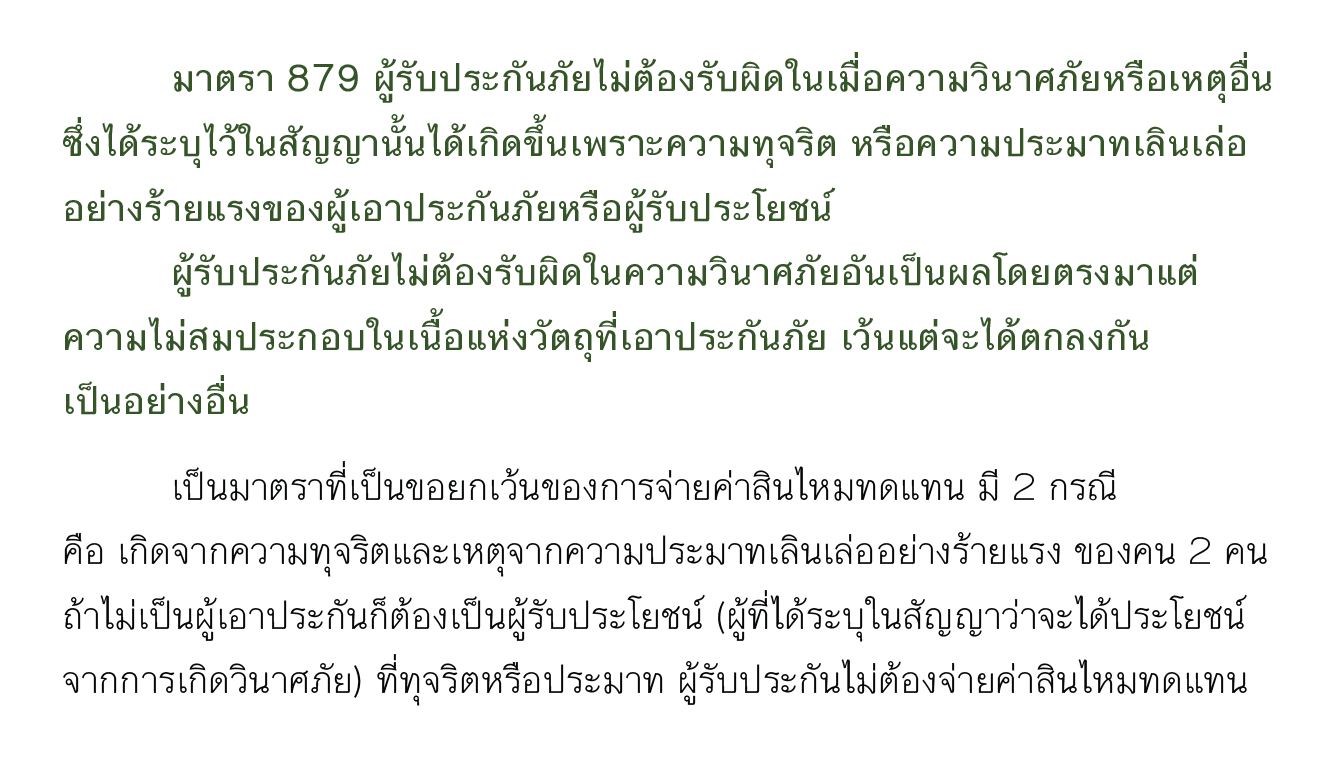 มาตรา 879 ผู้รับประกันภัยไม่ต้องรับผิดในเมื่อความวินาศภัยหรือเหตุอื่น
ซึ่งได้ระบุไว้ในสัญญานั้นได้เกิดขึ้นเพราะความทุจริต หรือความประมาทเลินเล่อ
อย่างร้ายแรงของผู้เอาประกันภัยหรือผู้รับประโยชน์
ผู้รับประกันภัยไม่ต้องรับผิดในความวินาศภัยอันเป็นผลโดยตรงมาแต่
ความไม่สมประกอบในเนื้อแห่งวัตถุที่เอาประกันภัย เว้นแต่จะได้ตกลงกัน
เป็นอย่างอื่น
เป็นมาตราที่เป็นขอยกเว้นของการจ่ายค่าสินไหมทดแทน มี 2 กรณี
คือ เกิดจากความทุจริตและเหตุจากความประมาทเลินเล่ออย่างร้ายแรง ของคน 2 คน
ถ้าไม่เป็นผู้เอาประกันก็ต้องเป็นผู้รับประโยชน์ (ผู้ที่ได้ระบุในสัญญาว่าจะได้ประโยชน์
จากการเกิดวินาศภัย) ที่ทุจริตหรือประมาท ผู้รับประกันไม่ต้องจ่ายค่าสินไหมทดแทน